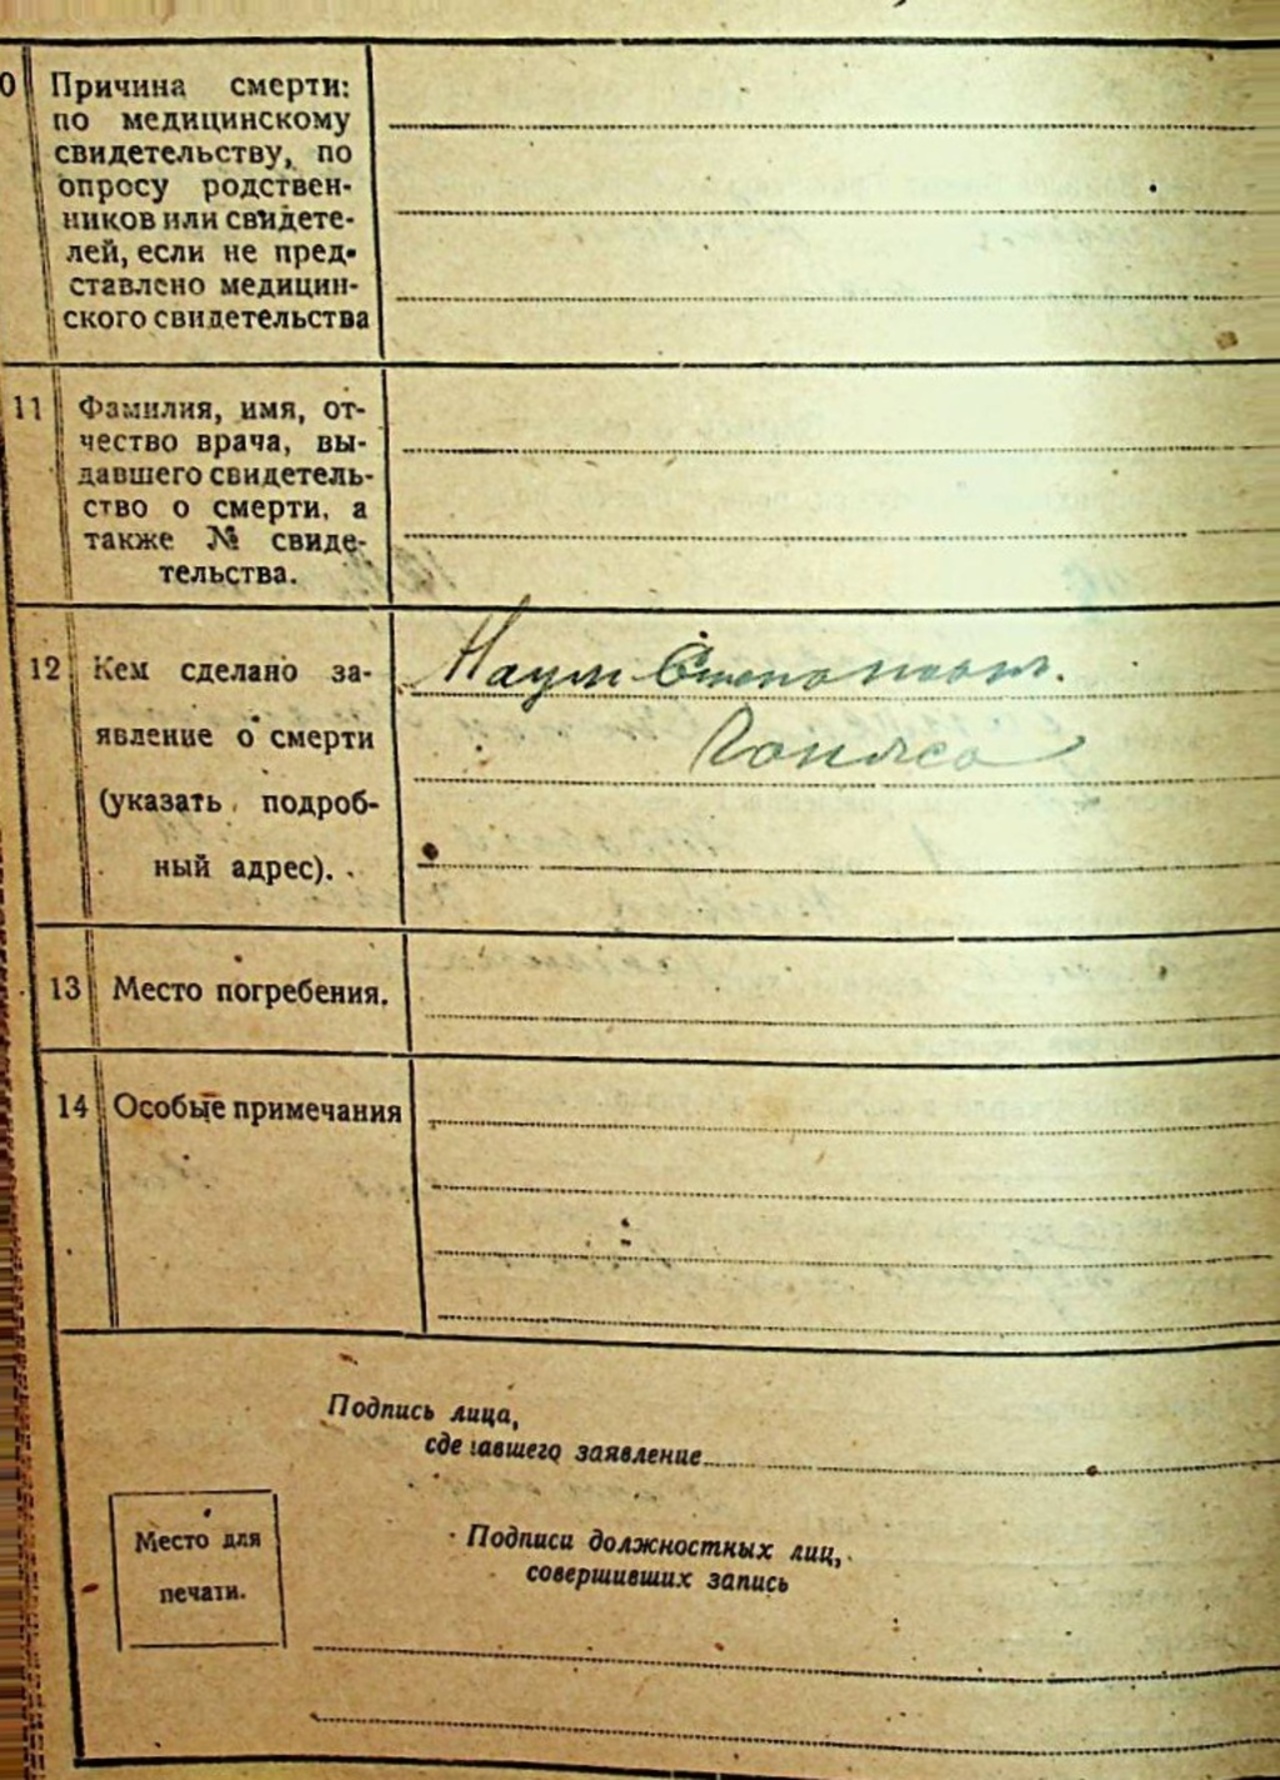 0 Причина смерти:
по медицинскому
свидетельству, по
опросу родствен-
ников или свидете-
лей, если не пред-
ставлено медицин-
ского свидетельства
11 Фамилия, имя, от-
чество врача, вы-
давшего свидетель-
ство о смерти, а
также № свиде-
тельства.
12 Кем сделано за-
явление о смерти
(указать подроб-
ный адрес).
Наум
13 Место погребения.
14 Особые примечания
Подпись лица,
сделавшего заявление
Место для
печати.
Подписи должностных лиц,
совершивших запись